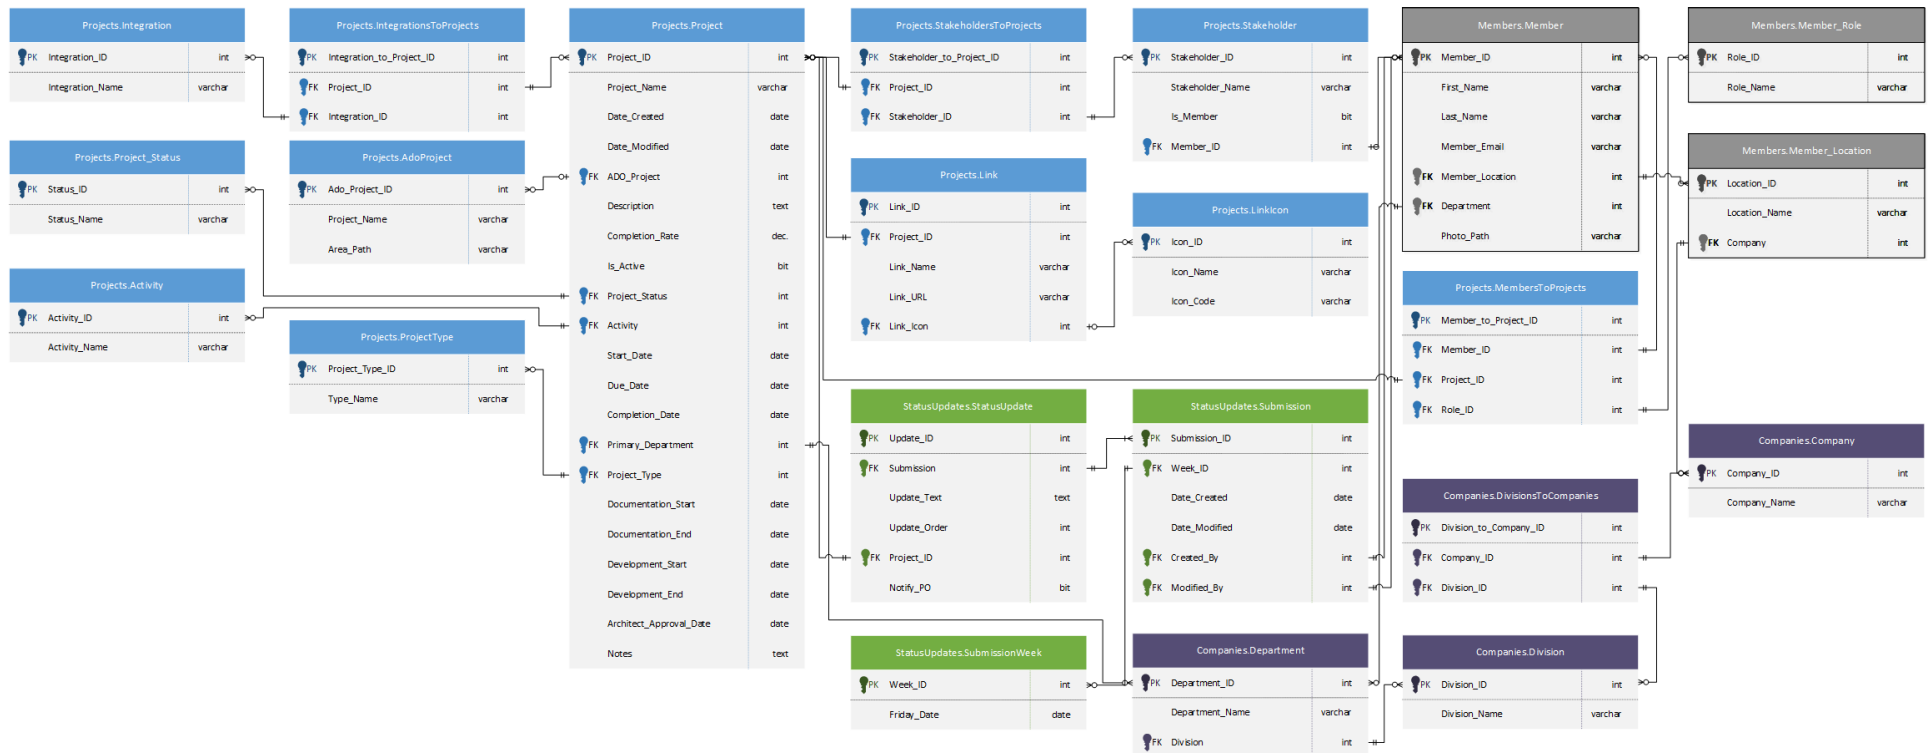 Projects.Integration
PK Integration_ID int
Integration_Name varchar
Projects.IntegrationsToProjects
PK Integration_to_Project_ID int
FK Project_ID int
FK Integration_ID int
Projects.Project
PK Project_ID int
Project_Name varchar
Date_Created date
Date_Modified date
FK ADO_Project int
Description text
Completion_Rate dec.
Is_Active bit
FK Project_Status int
FK Activity int
Start_Date date
Due_Date date
Completion_Date date
FK Primary_Department int
FK Project_Type int
Documentation_Start date
Documentation_End date
Development_Start date
Development_End date
Architect_Approval_Date date
Notes text
Projects.StakeholdersToProjects
PK Stakeholder_to_Project_ID int
FK Project_ID int
FK Stakeholder_ID int
Projects.Stakeholder
PK Stakeholder_ID int
Stakeholder_Name varchar
Is_Member bit
FK Member_ID int
Members.Member
PK Member_ID int
First_Name varchar
Last_Name varchar
Member_Email varchar
FK Member_Location int
FK Department int
Photo_Path varchar
Members.Member_Role
PK Role_ID int
Role_Name varchar
Projects.Project_Status
PK Status_ID int
Status_Name varchar
Projects.AdoProject
PK Ado_Project_ID int
Project_Name varchar
Area_Path varchar
Projects.Link
PK Link_ID int
FK Project_ID int
Link_Name varchar
Link_URL varchar
FK Link_Icon int
Projects.LinkIcon
PK Icon_ID int
Icon_Name varchar
Icon_Code varchar
Members.Member_Location
PK Location_ID int
Location_Name varchar
FK Company int
Projects.Activity
PK Activity_ID int
Activity_Name varchar
Projects.ProjectType
PK Project_Type_ID int
Type_Name varchar
Projects.MembersToProjects
PK Member_to_Project_ID int
FK Member_ID int
FK Project_ID int
FK Role_ID int
StatusUpdates.StatusUpdate
PK Update_ID int
FK Submission int
Update_Text text
Update_Order int
FK Project_ID int
Notify_PO bit
StatusUpdates.Submission
PK Submission_ID int
FK Week_ID int
Date_Created date
Date_Modified date
FK Created_By int
FK Modified_By int
Companies.Company
PK Company_ID int
Company_Name varchar
Companies.DivisionsToCompanies
PK Division_to_Company_ID int
FK Company_ID int
FK Division_ID int
StatusUpdates.SubmissionWeek
PK Week_ID int
Friday_Date date
Companies.Department
PK Department_ID int
Department_Name varchar
FK Division int
Companies.Division
PK Division_ID int
Division_Name varchar